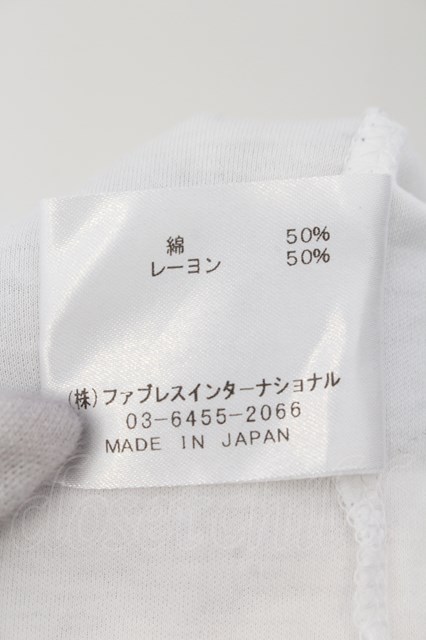 綿 50%
レーヨン 50%
(株)ファブレスインターナショナル
03-6455-2066
MADE IN JAPAN